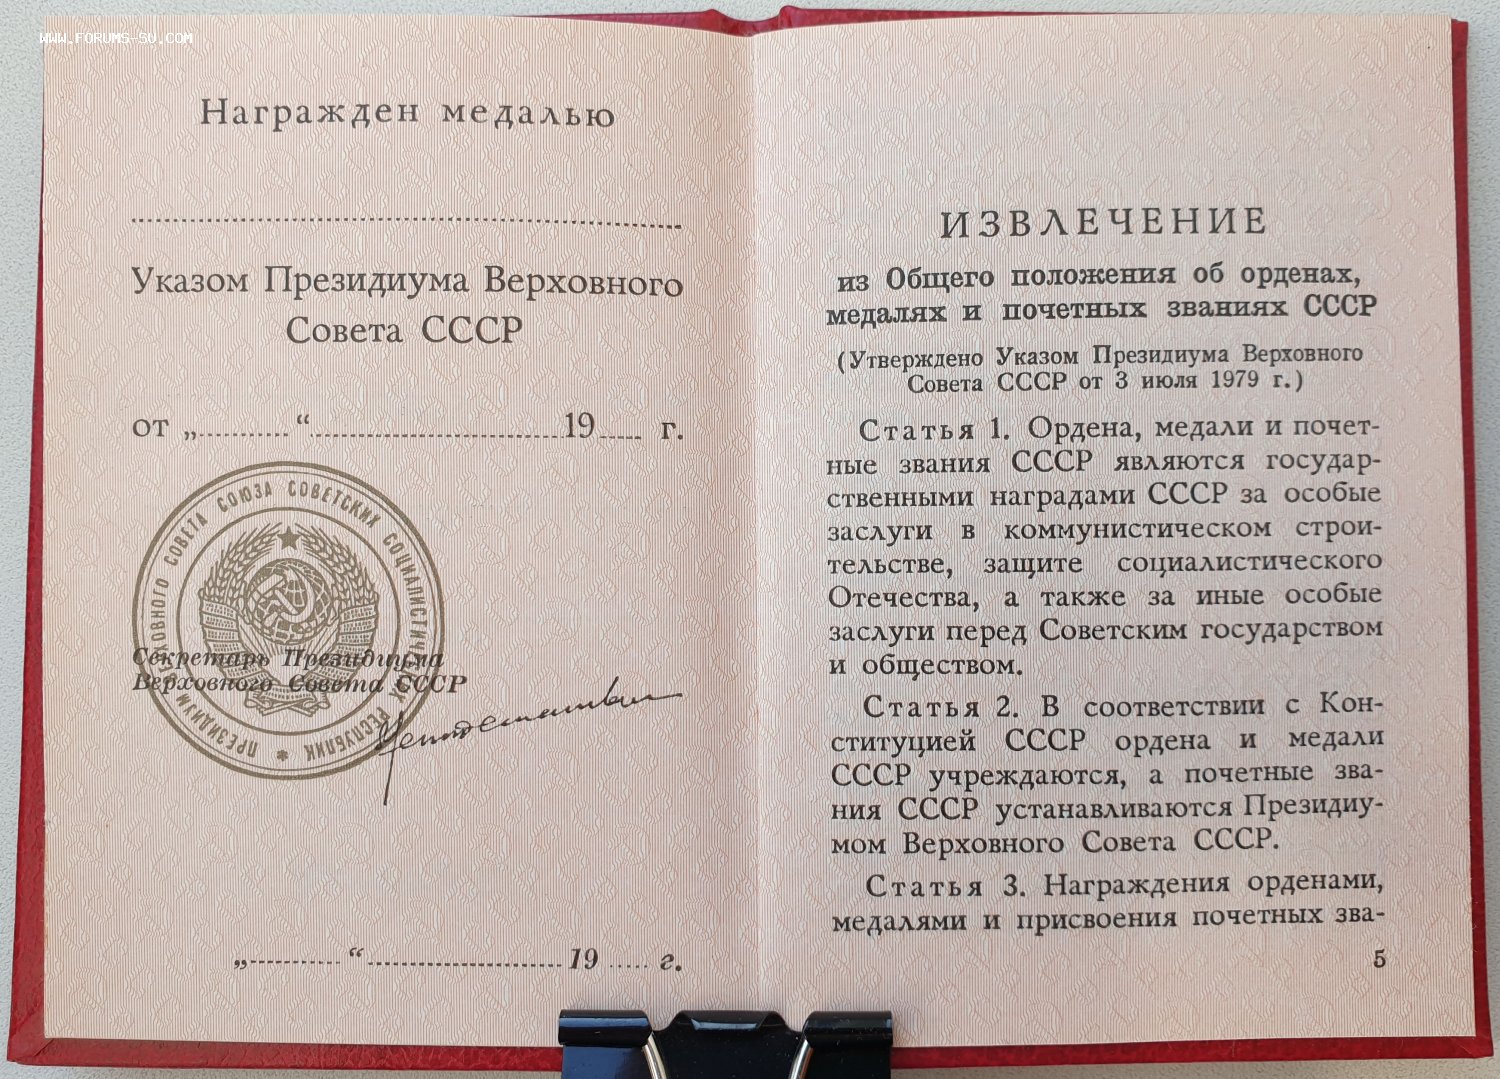 WWW.FORUMS-SU.COM
Награжден медалью
Указом Президиума Верховного
Совета СССР
от „..........“..............................19..... г.
ПРЕЗИДИУМ ВЕРХОВНОГО СОВЕТА СОЮЗА СОВЕТСКИХ СОЦИАЛИСТИЧЕСКИХ РЕСПУБЛИК
Секретарь Президиума
Верховного Совета СССР
„..........“..............................19..... г.
ИЗВЛЕЧЕНИЕ
из Общего положения об орденах,
медалях и почетных званиях СССР
(Утверждено Указом Президиума Верховного
Совета СССР от 3 июля 1979 г.)
Статья 1. Ордена, медали и почет-
ные звания СССР являются государ-
ственными наградами СССР за особые
заслуги в коммунистическом строи-
тельстве, защите социалистического
Отечества, а также за иные особые
заслуги перед Советским государством
и обществом.
Статья 2. В соответствии с Кон-
ституцией СССР ордена и медали
СССР учреждаются, а почетные зва-
ния СССР устанавливаются Президиу-
мом Верховного Совета СССР.
Статья 3. Награждения орденами,
медалями и присвоения почетных зва-
5